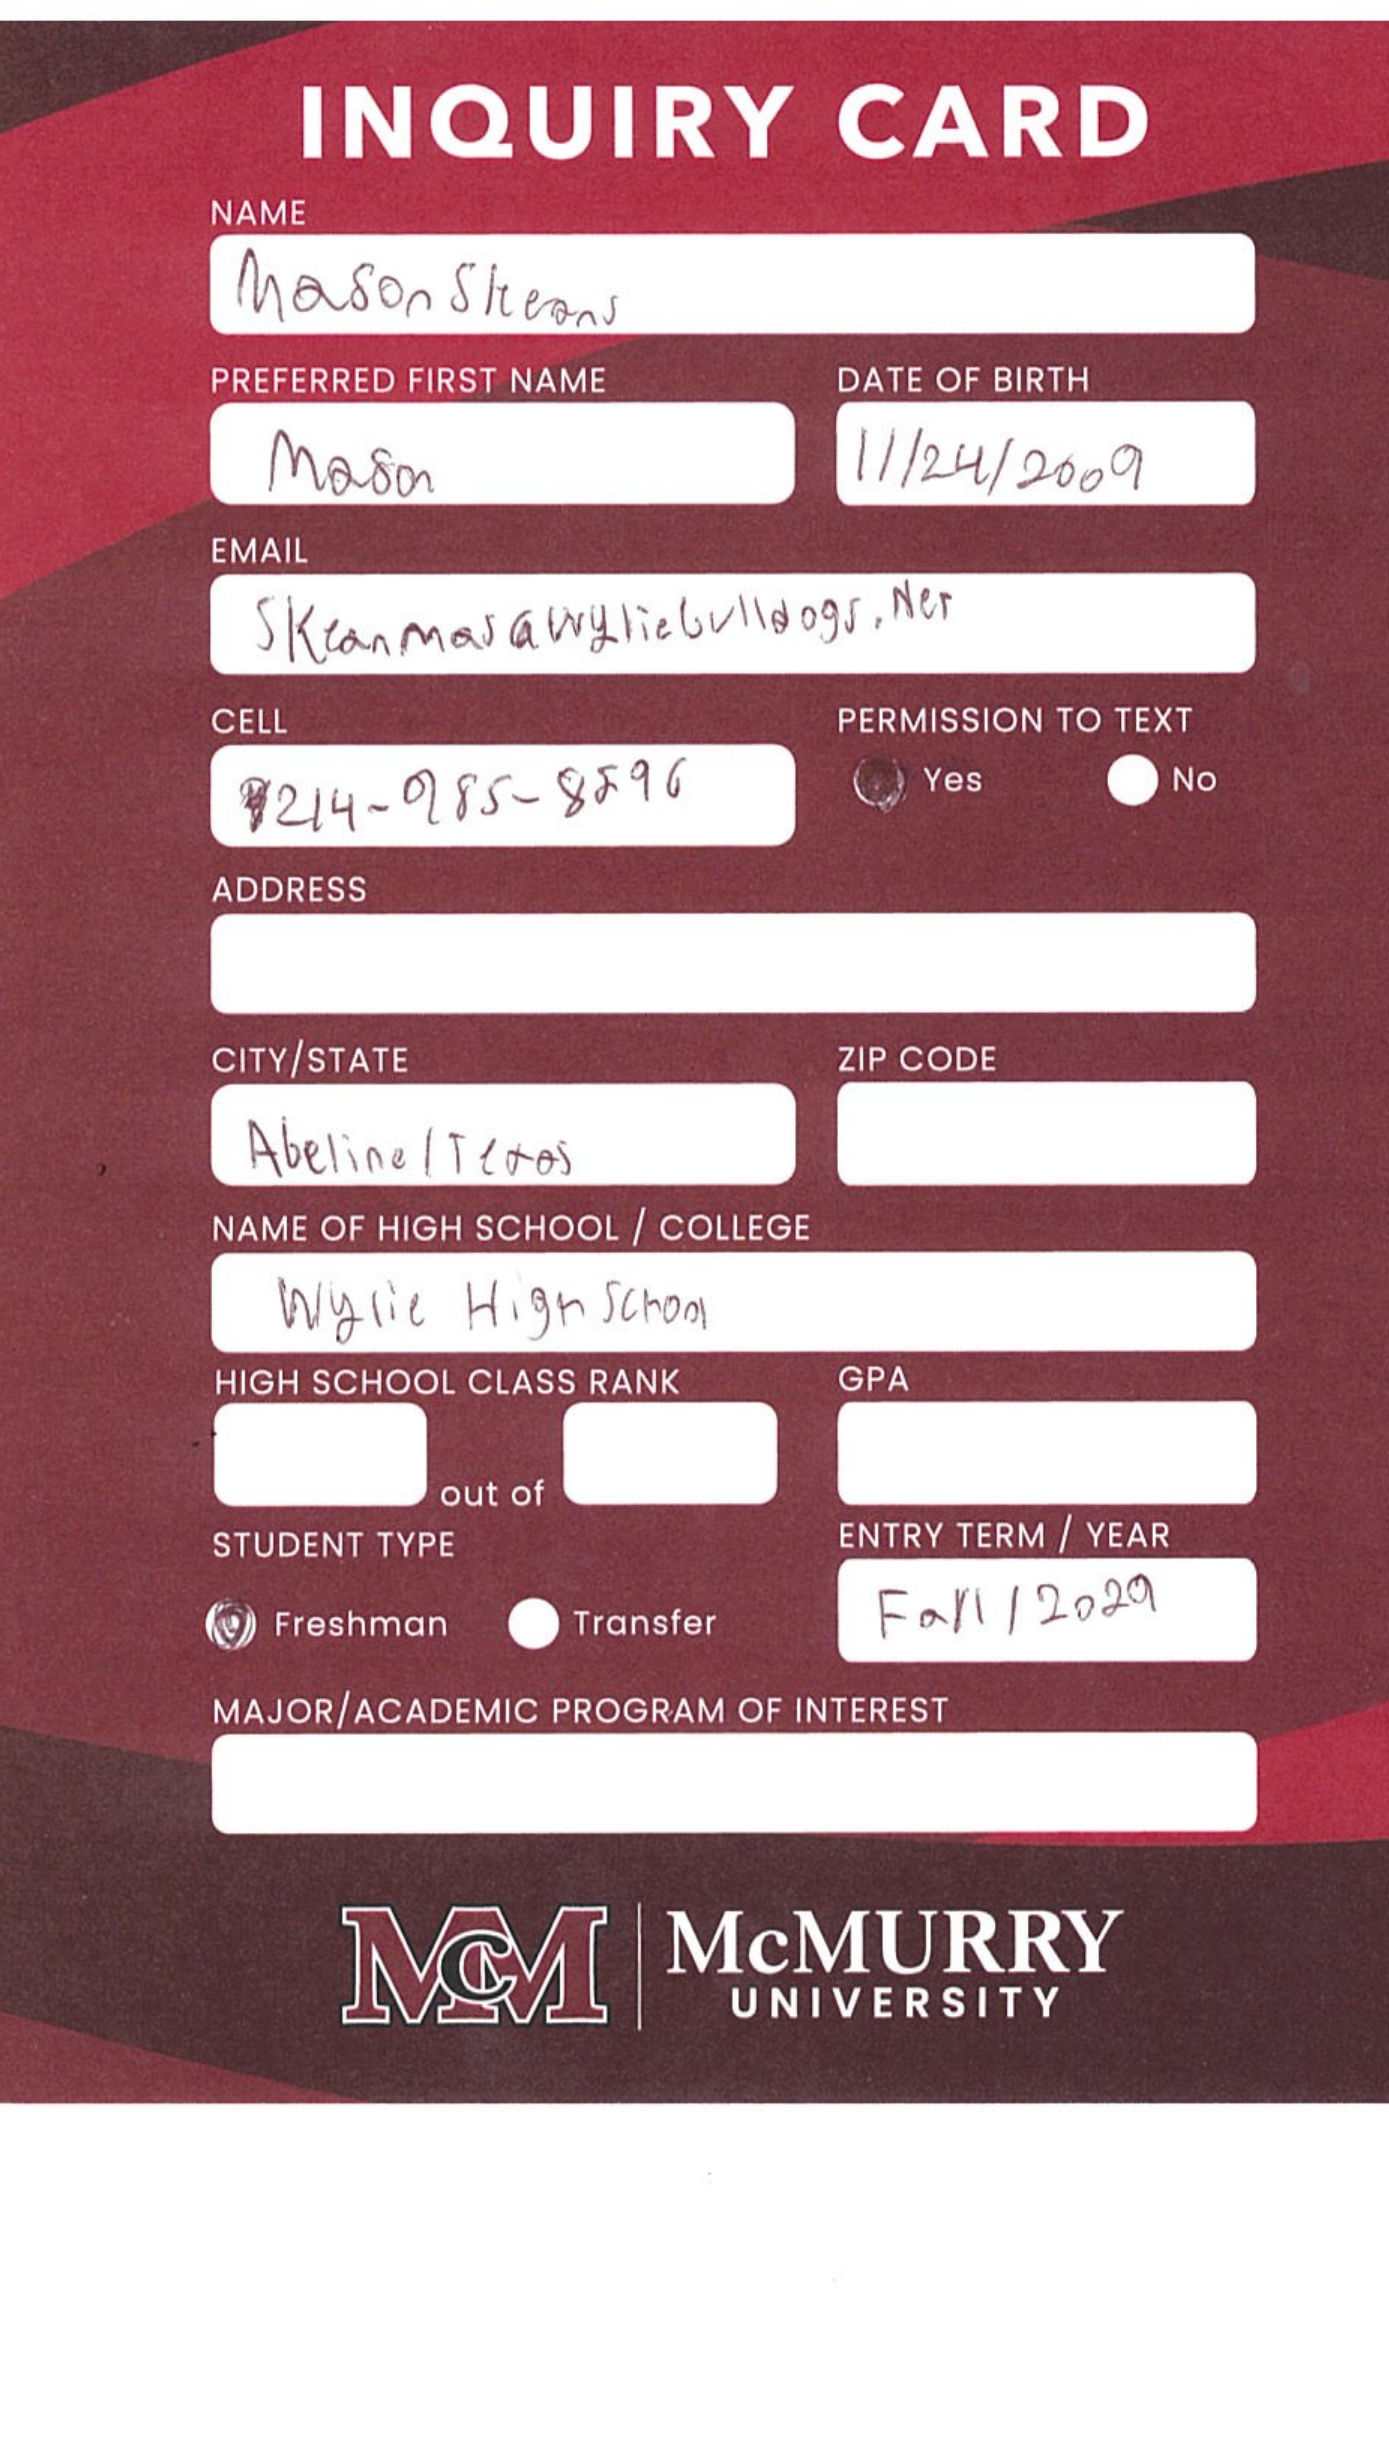 INQUIRY CARD
NAME
Mason Skeans
PREFERRED FIRST NAME
DATE OF BIRTH
Mason
11/24/2009
EMAIL
Skeanmas@wyliebulldogs.Net
CELL
PERMISSION TO TEXT
214-985-8596
Yes
No
ADDRESS
CITY/STATE
ZIP CODE
Abeline/Texas
NAME OF HIGH SCHOOL / COLLEGE
Wylie High School
HIGH SCHOOL CLASS RANK
GPA
out of
STUDENT TYPE
ENTRY TERM / YEAR
Freshman
Transfer
Fall/2029
MAJOR/ACADEMIC PROGRAM OF INTEREST
McM
McMURRY
UNIVERSITY